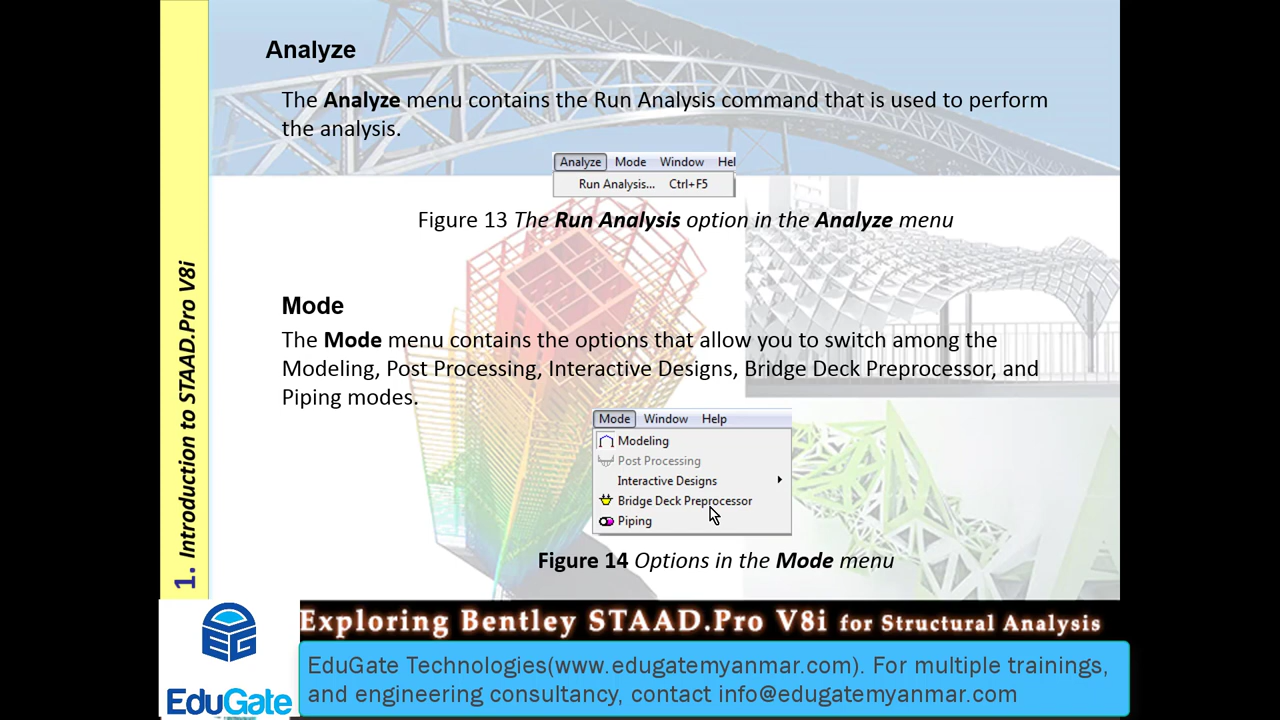 Analyze
The Analyze menu contains the Run Analysis command that is used to perform
the analysis.
Analyze Mode Window Hel
Run Analysis... Ctrl+F5
Figure 13 The Run Analysis option in the Analyze menu
Mode
The Mode menu contains the options that allow you to switch among the
Modeling, Post Processing, Interactive Designs, Bridge Deck Preprocessor, and
Piping modes.
Mode Window Help
Modeling
Post Processing
Interactive Designs
Bridge Deck Preprocessor
Piping
Figure 14 Options in the Mode menu
1. Introduction to STAAD.Pro V8i
Exploring Bentley STAAD.Pro V8i for Structural Analysis
EduGate Technologies(www.edugatemyanmar.com). For multiple trainings,
and engineering consultancy, contact info@edugatemyanmar.com
EduGate